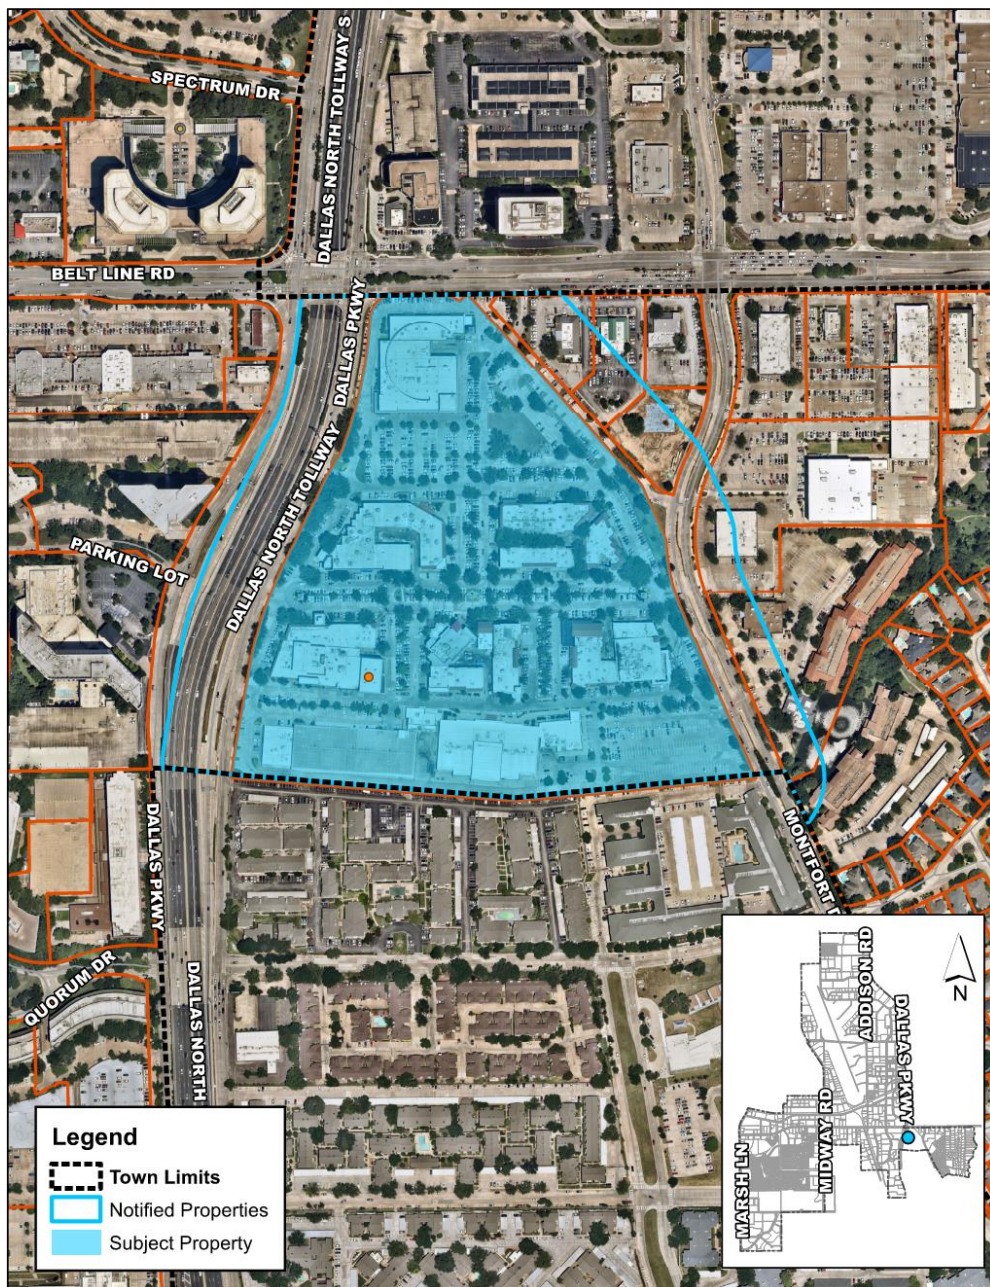 SPECTRUM DR
DALLAS NORTH TOLLWAY S
BELT LINE RD
DALLAS PKWY
DALLAS NORTH TOLLWAY
PARKING LOT
DALLAS PKWY
MONTFORT
QUORUM DR
DALLAS NORTH
ADDISON RD
DALLAS PKWY
MIDWAY RD
MARSH LN
N
Legend
Town Limits
Notified Properties
Subject Property